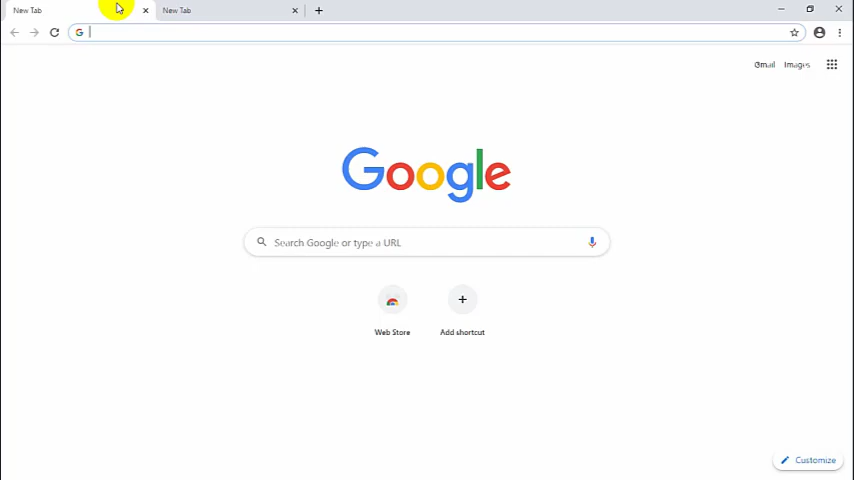 New Tab
New Tab
Gmail Images
Google
Search Google or type a URL
Web Store
Add shortcut
Customize